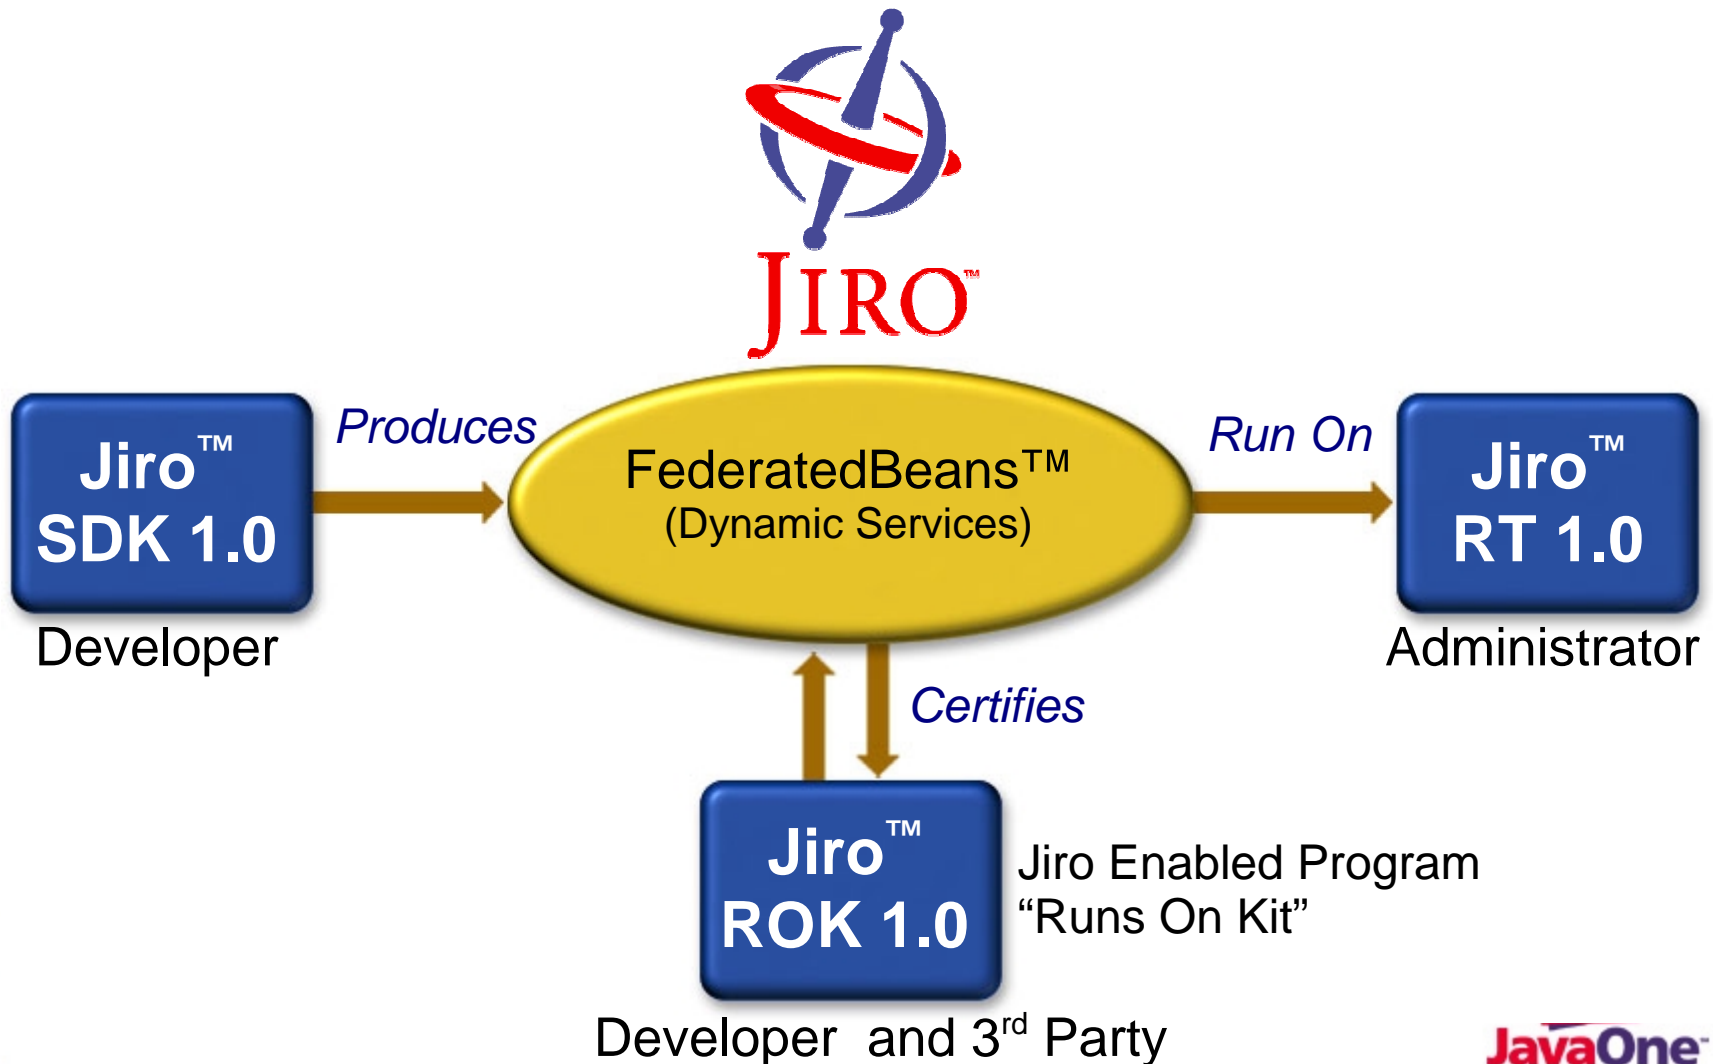 JIRO™
Produces
Run On
Jiro™
SDK 1.0
FederatedBeans™
(Dynamic Services)
Jiro™
RT 1.0
Developer
Administrator
Certifies
Jiro™
ROK 1.0
Jiro Enabled Program
“Runs On Kit”
Developer and 3rd Party
JavaOne™